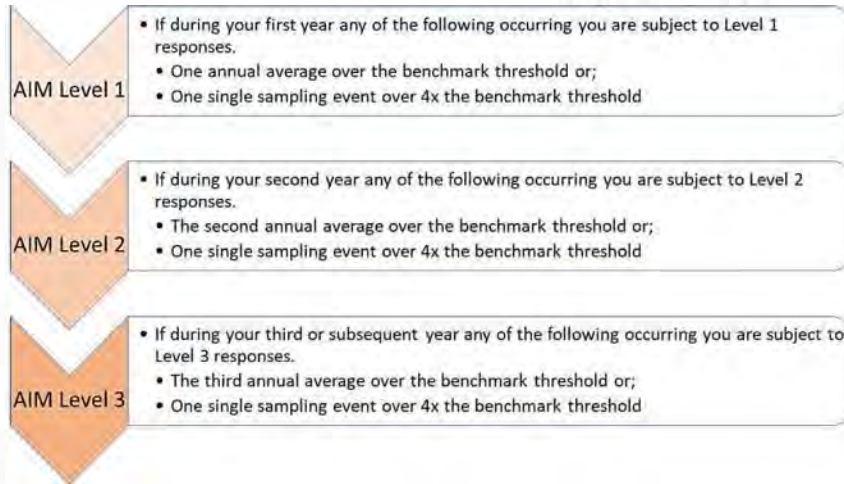 AIM Level 1
• If during your first year any of the following occurring you are subject to Level 1
responses.
• One annual average over the benchmark threshold or;
• One single sampling event over 4x the benchmark threshold
AIM Level 2
• If during your second year any of the following occurring you are subject to Level 2
responses.
• The second annual average over the benchmark threshold or;
• One single sampling event over 4x the benchmark threshold
AIM Level 3
• If during your third or subsequent year any of the following occurring you are subject to
Level 3 responses.
• The third annual average over the benchmark threshold or;
• One single sampling event over 4x the benchmark threshold